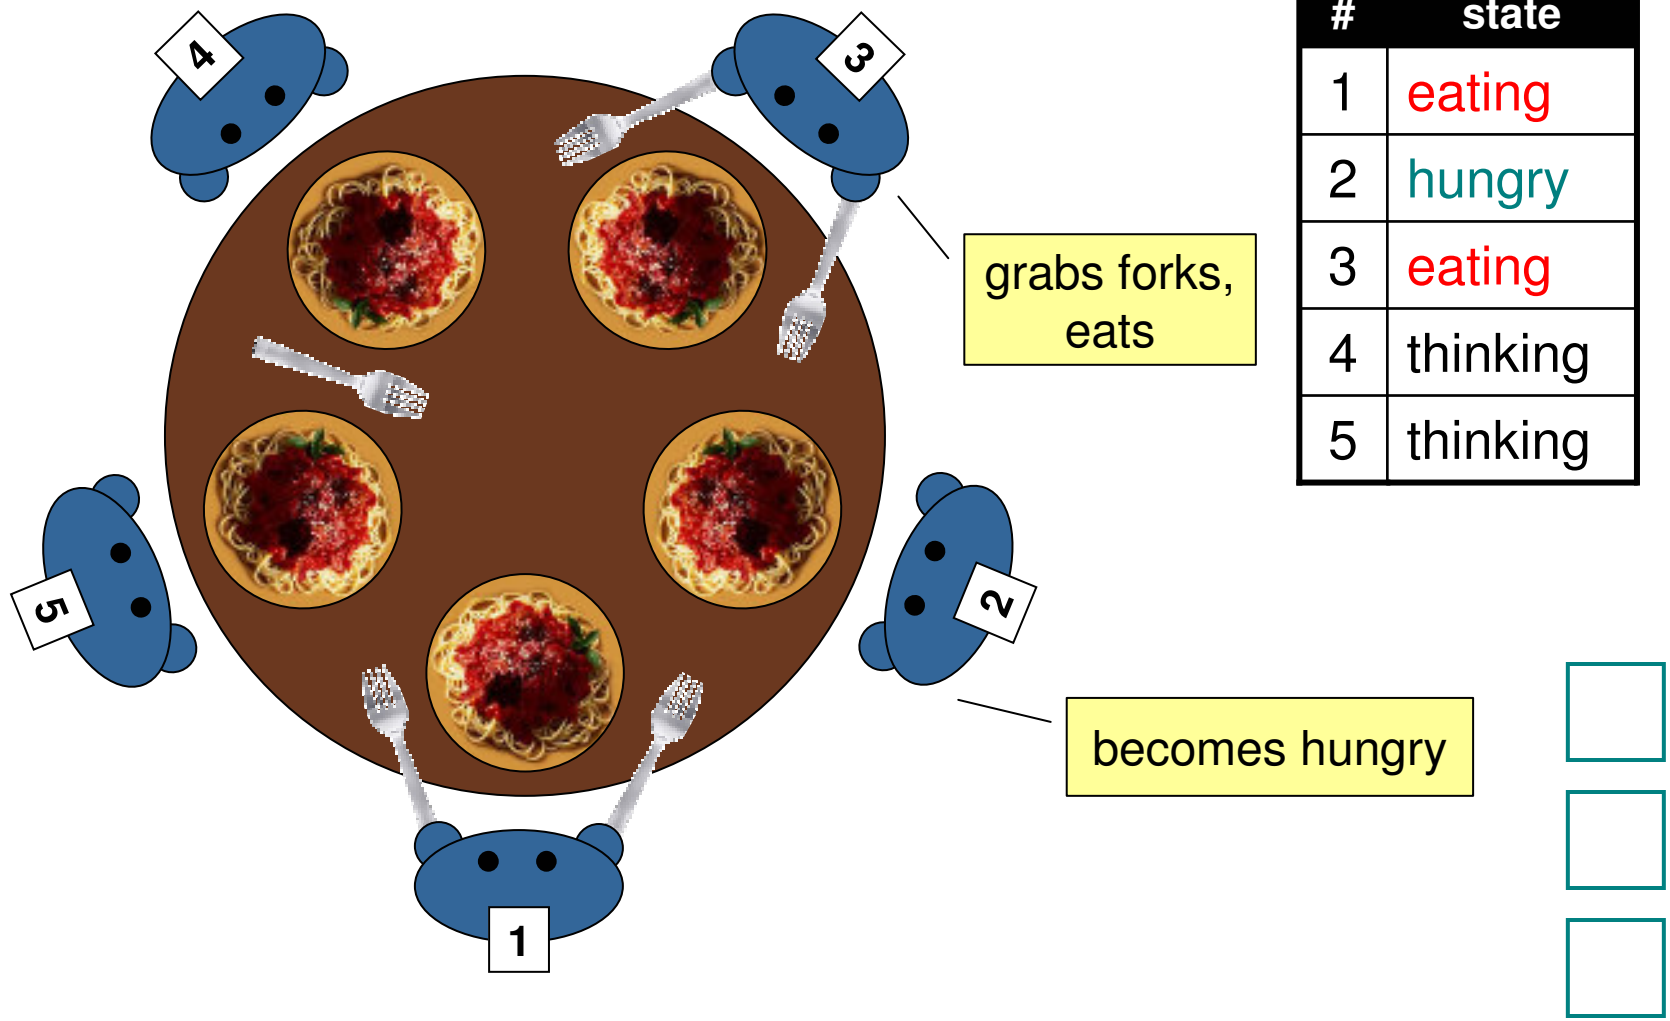 4
3
# state
1 eating
2 hungry
3 eating
4 thinking
5 thinking
grabs forks,
eats
5
2
becomes hungry
1